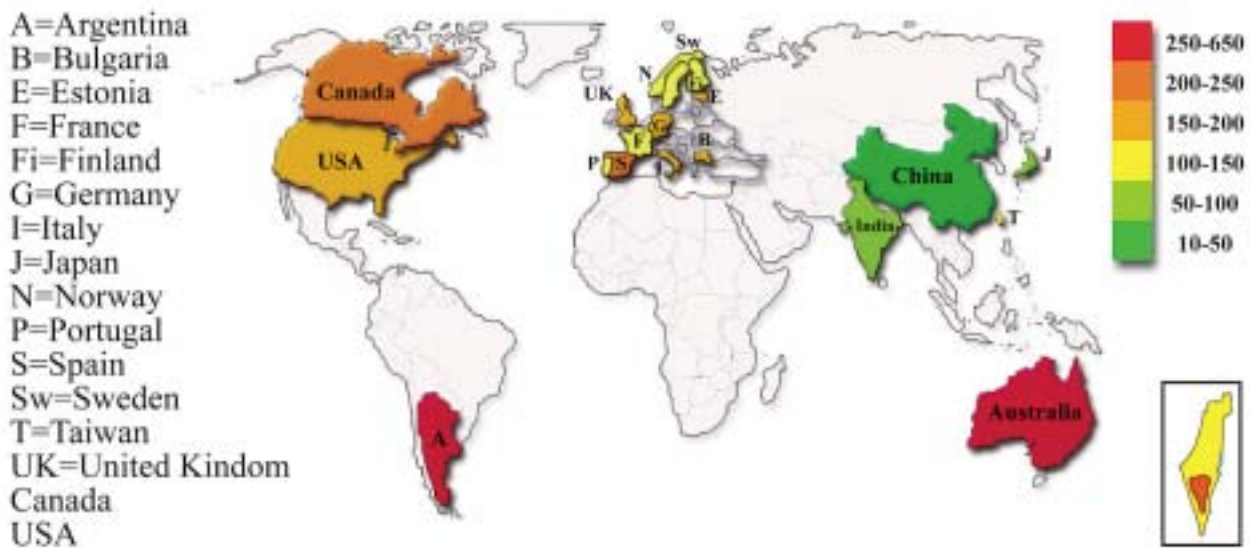 A=Argentina
B=Bulgaria
E=Estonia
F=France
Fi=Finland
G=Germany
I=Italy
J=Japan
N=Norway
P=Portugal
S=Spain
Sw=Sweden
T=Taiwan
UK=United Kindom
Canada
USA
Sw
N
UK
E
Canada
G
F
B
USA
P
S
I
J
China
T
India
A
Australia
250-650
200-250
150-200
100-150
50-100
10-50